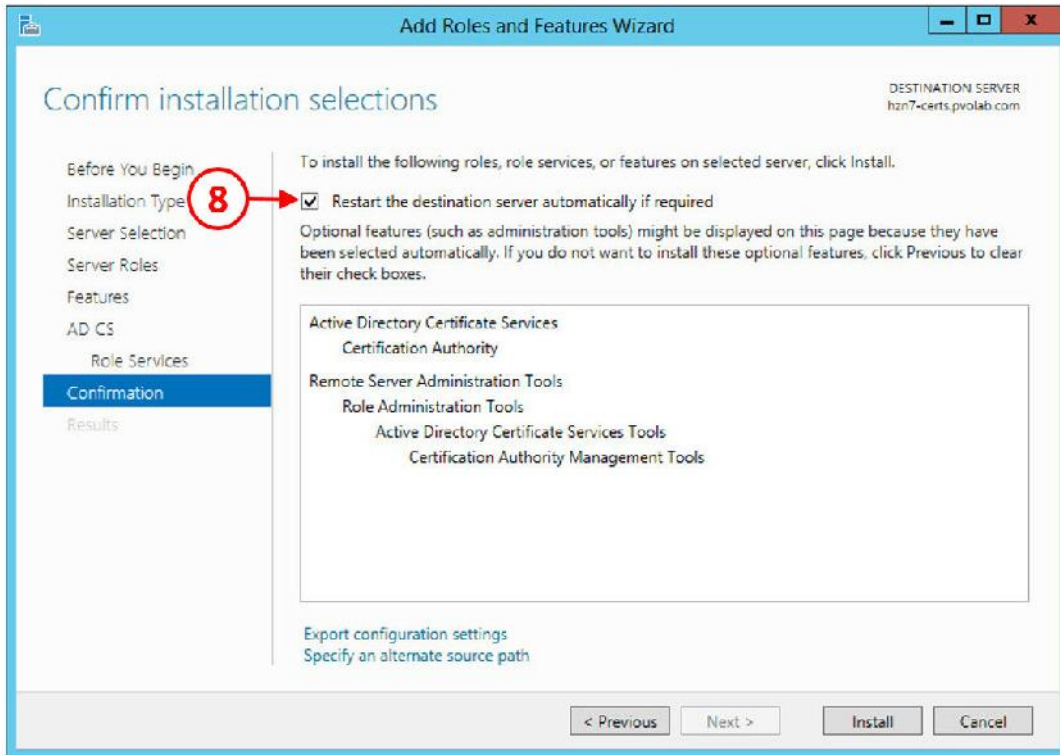 Add Roles and Features Wizard
Confirm installation selections
DESTINATION SERVER
hzn7-certs.pvolab.com
Before You Begin
Installation Type
Server Selection
Server Roles
Features
AD CS
Role Services
Confirmation
Results
8
To install the following roles, role services, or features on selected server, click Install.
Restart the destination server automatically if required
Optional features (such as administration tools) might be displayed on this page because they have
been selected automatically. If you do not want to install these optional features, click Previous to clear
their check boxes.
Active Directory Certificate Services
Certification Authority
Remote Server Administration Tools
Role Administration Tools
Active Directory Certificate Services Tools
Certification Authority Management Tools
Export configuration settings
Specify an alternate source path
< Previous
Next >
Install
Cancel